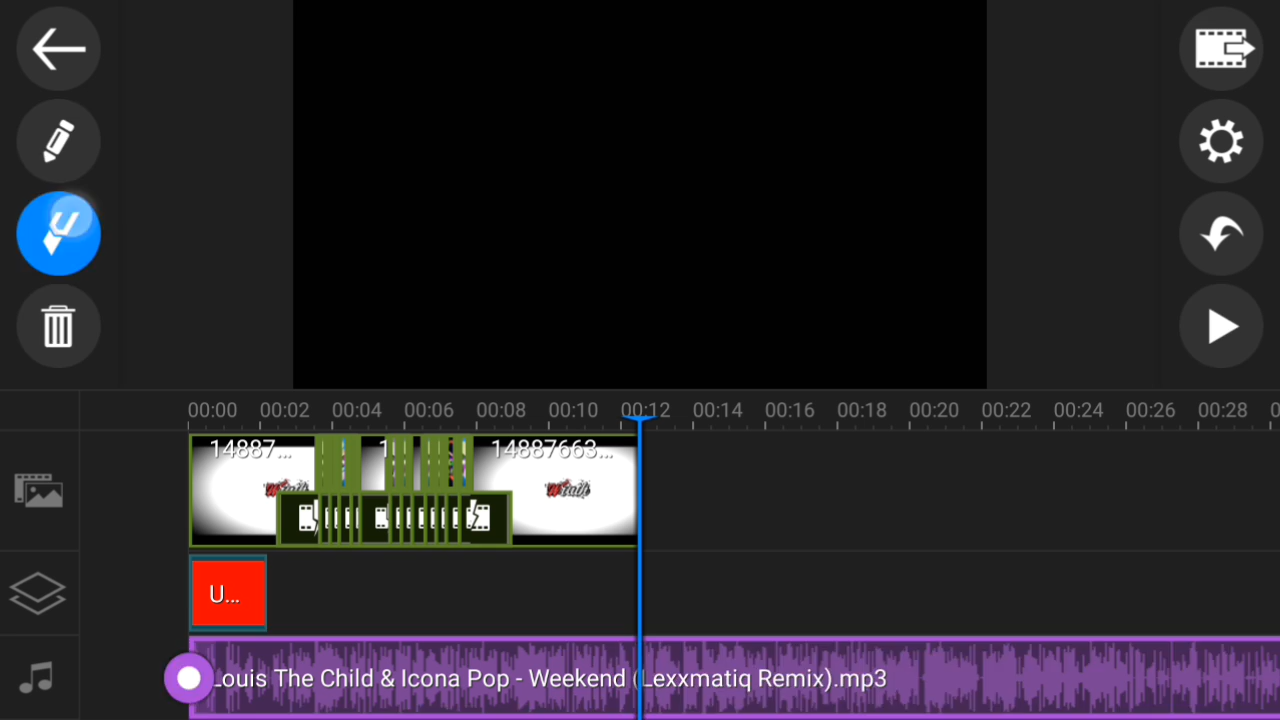 00:00 00:02 00:04 00:06 00:08 00:10 00:12 00:14 00:16 00:18 00:20 00:22 00:24 00:26 00:28
14887... 14887663...
U...
Louis The Child & Icona Pop - Weekend (Lexxmatiq Remix).mp3